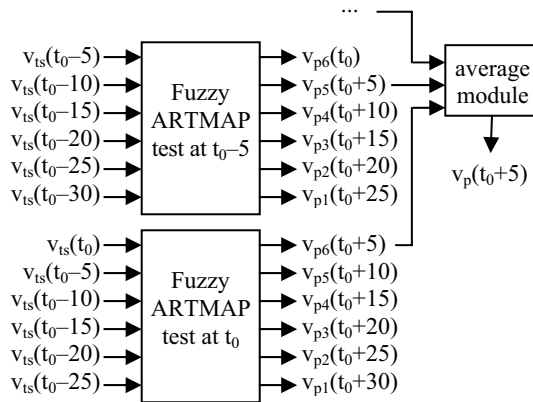 ...
v_ts(t_0–5)
v_ts(t_0–10)
v_ts(t_0–15)
v_ts(t_0–20)
v_ts(t_0–25)
v_ts(t_0–30)
Fuzzy
ARTMAP
test at t_0–5
v_p6(t_0)
v_p5(t_0+5)
v_p4(t_0+10)
v_p3(t_0+15)
v_p2(t_0+20)
v_p1(t_0+25)
average
module
v_p(t_0+5)
v_ts(t_0)
v_ts(t_0–5)
v_ts(t_0–10)
v_ts(t_0–15)
v_ts(t_0–20)
v_ts(t_0–25)
Fuzzy
ARTMAP
test at t_0
v_p6(t_0+5)
v_p5(t_0+10)
v_p4(t_0+15)
v_p3(t_0+20)
v_p2(t_0+25)
v_p1(t_0+30)